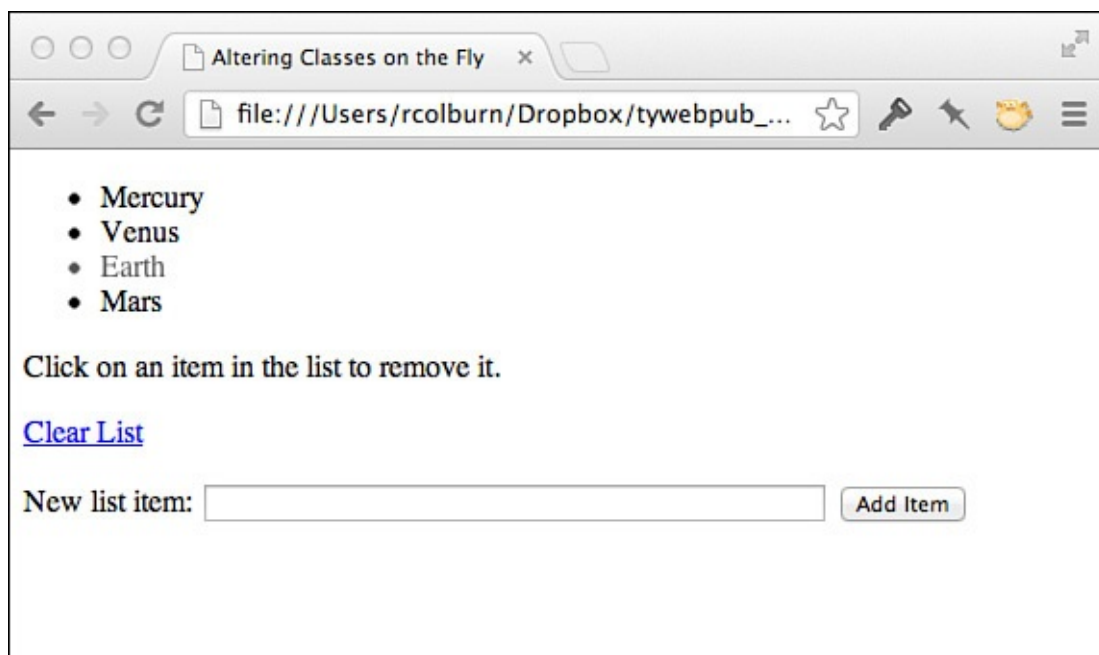 Altering Classes on the Fly
file:///Users/rcolburn/Dropbox/tywebpub_...
Mercury
Venus
Earth
Mars
Click on an item in the list to remove it.
Clear List
New list item: Add Item